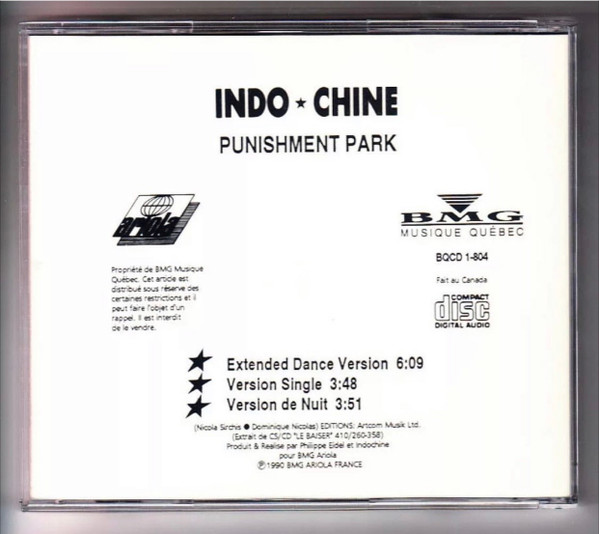 INDO ★ CHINE
PUNISHMENT PARK
ariola
BMG
MUSIQUE QUÉBEC
BQCD 1-804
Propriété de BMG Musique
Québec. Cet article est
distribué sous réserve des
certaines restrictions et il
peut faire l'objet d'un
rappel. Il est interdit
de le vendre.
Fait au Canada
COMPACT
disc
DIGITAL AUDIO
★ Extended Dance Version 6:09
★ Version Single 3:48
★ Version de Nuit 3:51
(Nicola Sirchis ● Dominique Nicolas) EDITIONS: Artcom Musik Ltd.
(Extrait de CS/CD "LE BAISER" 410/260-358)
Produit & Realise par Philippe Eidel et Indochine
pour BMG Ariola
℗1990 BMG ARIOLA FRANCE